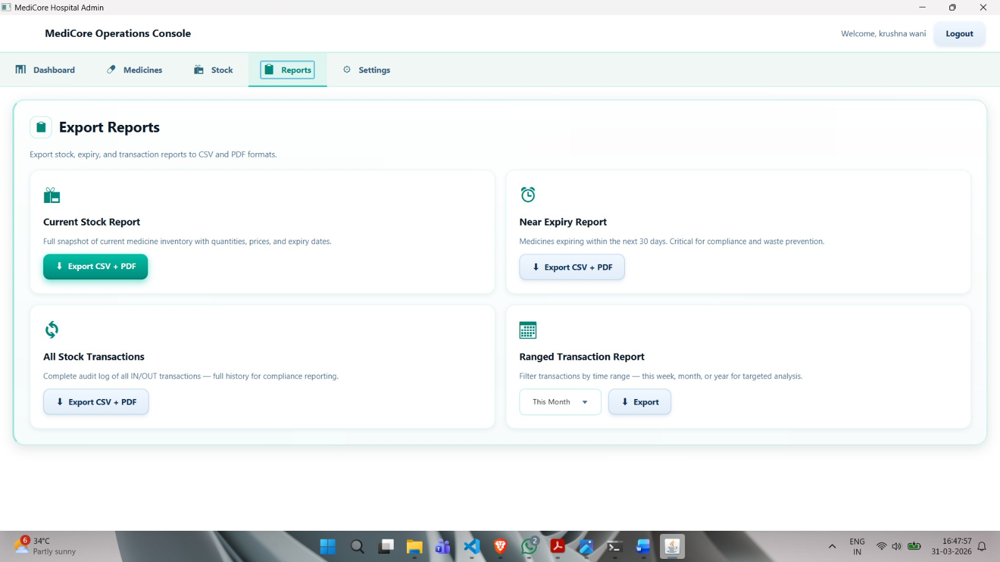 MediCore Hospital Admin
MediCore Operations Console
Welcome, krushna wani
Logout
Dashboard
Medicines
Stock
Reports
Settings
Export Reports
Export stock, expiry, and transaction reports to CSV and PDF formats.
Current Stock Report
Full snapshot of current medicine inventory with quantities, prices, and expiry dates.
⬇ Export CSV + PDF
Near Expiry Report
Medicines expiring within the next 30 days. Critical for compliance and waste prevention.
⬇ Export CSV + PDF
All Stock Transactions
Complete audit log of all IN/OUT transactions — full history for compliance reporting.
⬇ Export CSV + PDF
Ranged Transaction Report
Filter transactions by time range — this week, month, or year for targeted analysis.
This Month
⬇ Export
6
34°C
Partly sunny
2
ENG
IN
16:47:57
31-03-2026